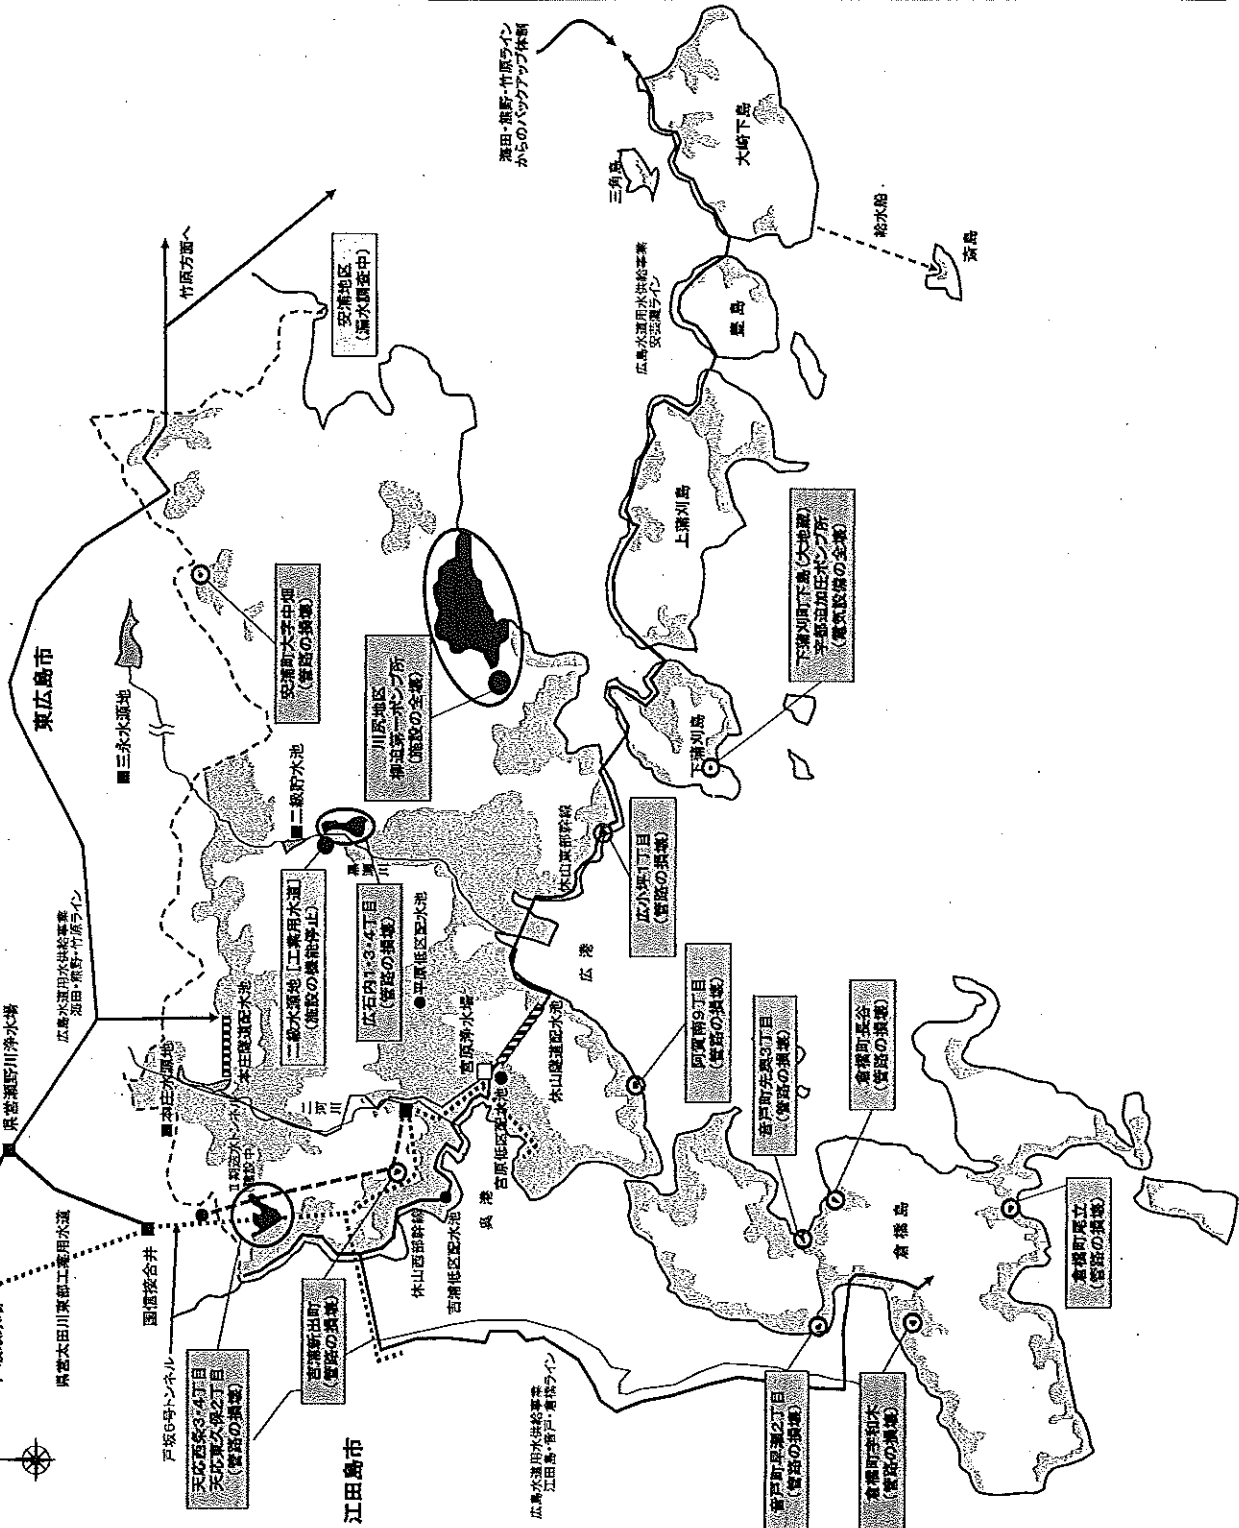 県営瀬野川浄水場
広島水道用水供給事業
海田・熊野・竹原ライン
県営太田川東部工業用水道
国信接合井
戸坂6号トンネル
東広島市
竹原方面へ
安浦地区
(漏水調査中)
海田・熊野・竹原ライン
からのバックアップ体制
■三永水源地
安浦町大字中畑
(管路の損壊)
■二級貯水池
川尻地区
柳迫第一ポンプ所
(施設の全壊)
二級水源地[工業用水道]
(施設の機能停止)
黒瀬川
広石内1・3・4丁目
(管路の損壊)
■本庄水源地
本庄隧道配水池
二河川
●平原低区配水池
宮原浄水場
宮原低区配水池
休山隧道配水池
休山東部幹線
広港
呉港
休山西部幹線
吉浦低区配水池
天応西条3・4丁目
天応東久保2丁目
(管路の損壊)
吉浦新出町
(管路の損壊)
江田島市
広島水道用水供給事業
江田島・音戸・倉橋ライン
広小坪1丁目
(管路の損壊)
阿賀南9丁目
(管路の損壊)
音戸町先奥3丁目
(管路の損壊)
倉橋町長谷
(管路の損壊)
倉橋島
倉橋町尾立
(管路の損壊)
音戸町早瀬2丁目
(管路の損壊)
倉橋町宇和木
(管路の損壊)
下蒲刈島
下蒲刈町下島(大地蔵)
(電気設備の全壊)
上蒲刈島
広島水道用水供給事業
安芸灘ライン
豊島
三角島
大崎下島
給水船
斎島